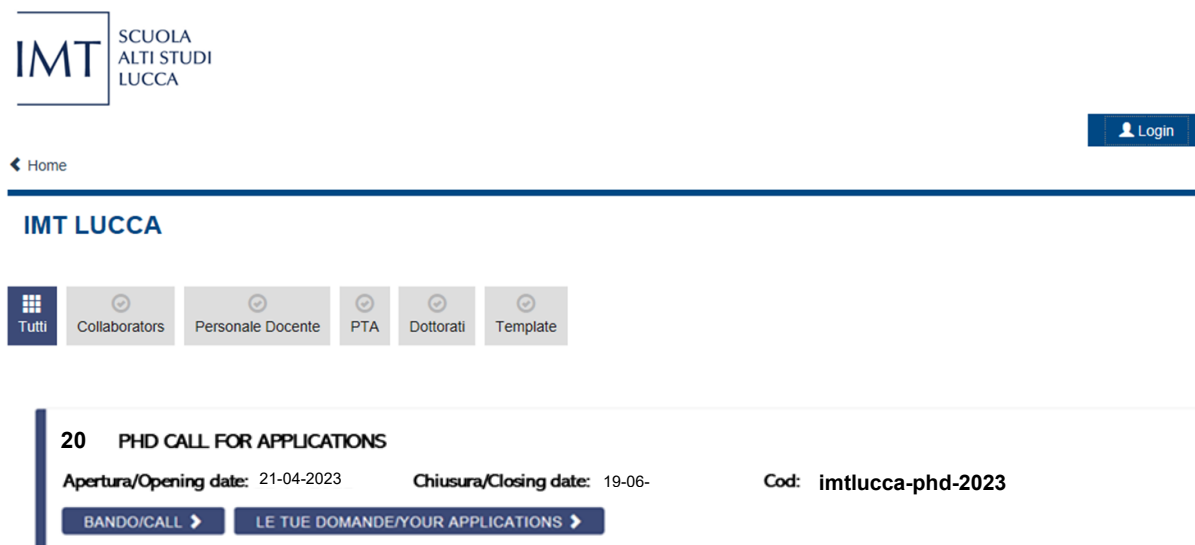 IMT SCUOLA
ALTI STUDI
LUCCA
Login
Home
IMT LUCCA
Tutti Collaborators Personale Docente PTA Dottorati Template
20 PHD CALL FOR APPLICATIONS
Apertura/Opening date: 21-04-2023 Chiusura/Closing date: 19-06- Cod: imtlucca-phd-2023
BANDO/CALL LE TUE DOMANDE/YOUR APPLICATIONS